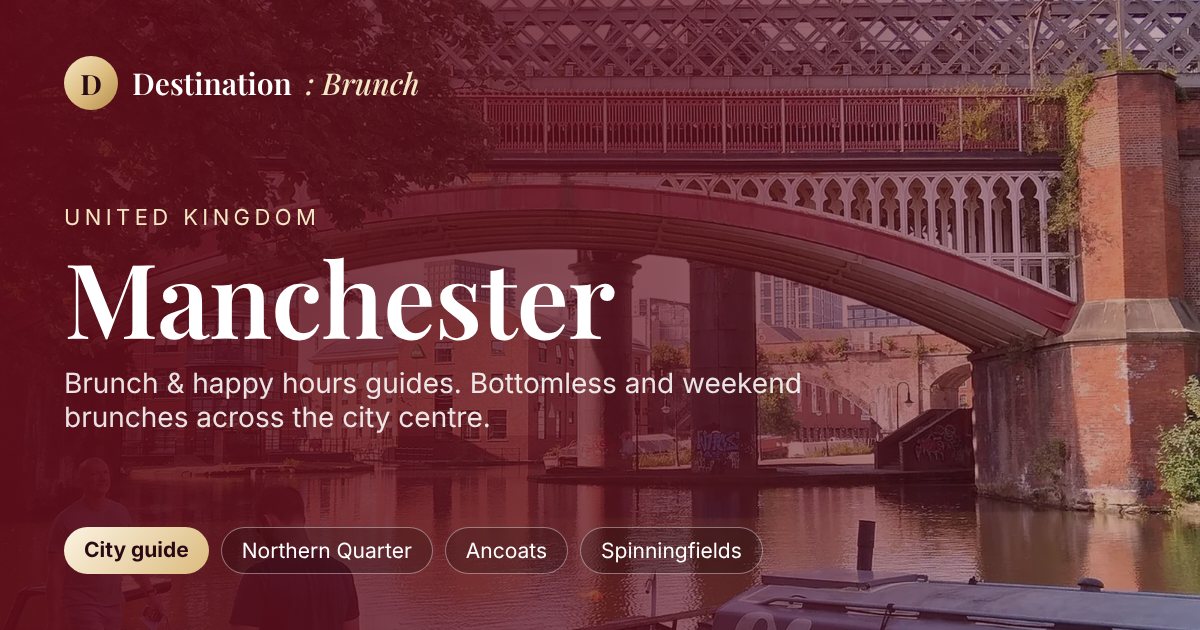 D Destination : Brunch
UNITED KINGDOM
Manchester
Brunch & happy hours guides. Bottomless and weekend
brunches across the city centre.
City guide Northern Quarter Ancoats Spinningfields